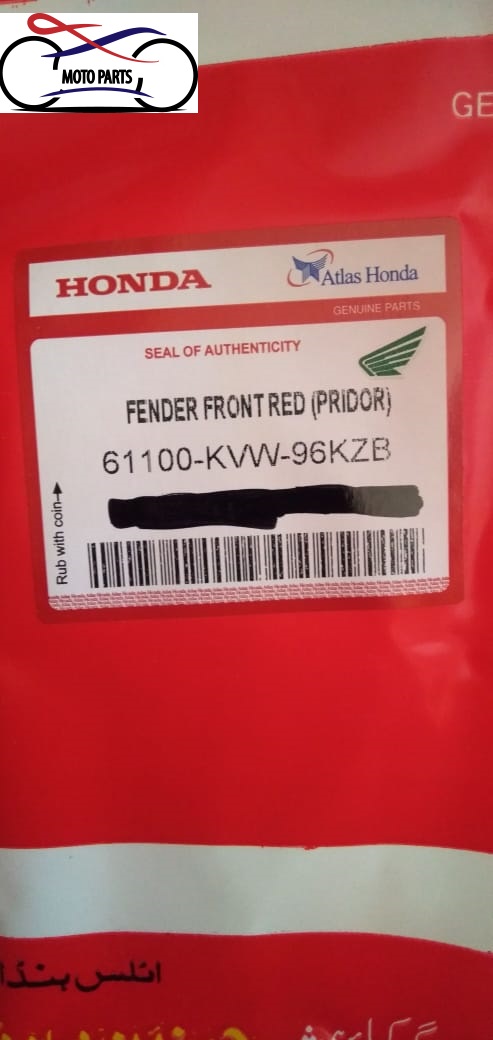 MOTO PARTS
GE
HONDA
Atlas Honda
GENUINE PARTS
SEAL OF AUTHENTICITY
FENDER FRONT RED (PRIDOR)
61100-KVW-96KZB
Rub with coin
اٹلس ہنڈا